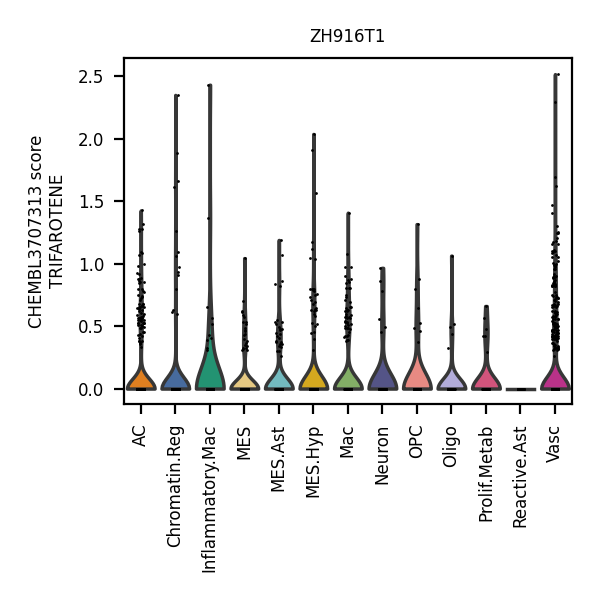 ZH916T1
CHEMBL3707313 score
TRIFAROTENE
2.5
2.0
1.5
1.0
0.5
0.0
AC
Chromatin.Reg
Inflammatory.Mac
MES
MES.Ast
MES.Hyp
Mac
Neuron
OPC
Oligo
Prolif.Metab
Reactive.Ast
Vasc